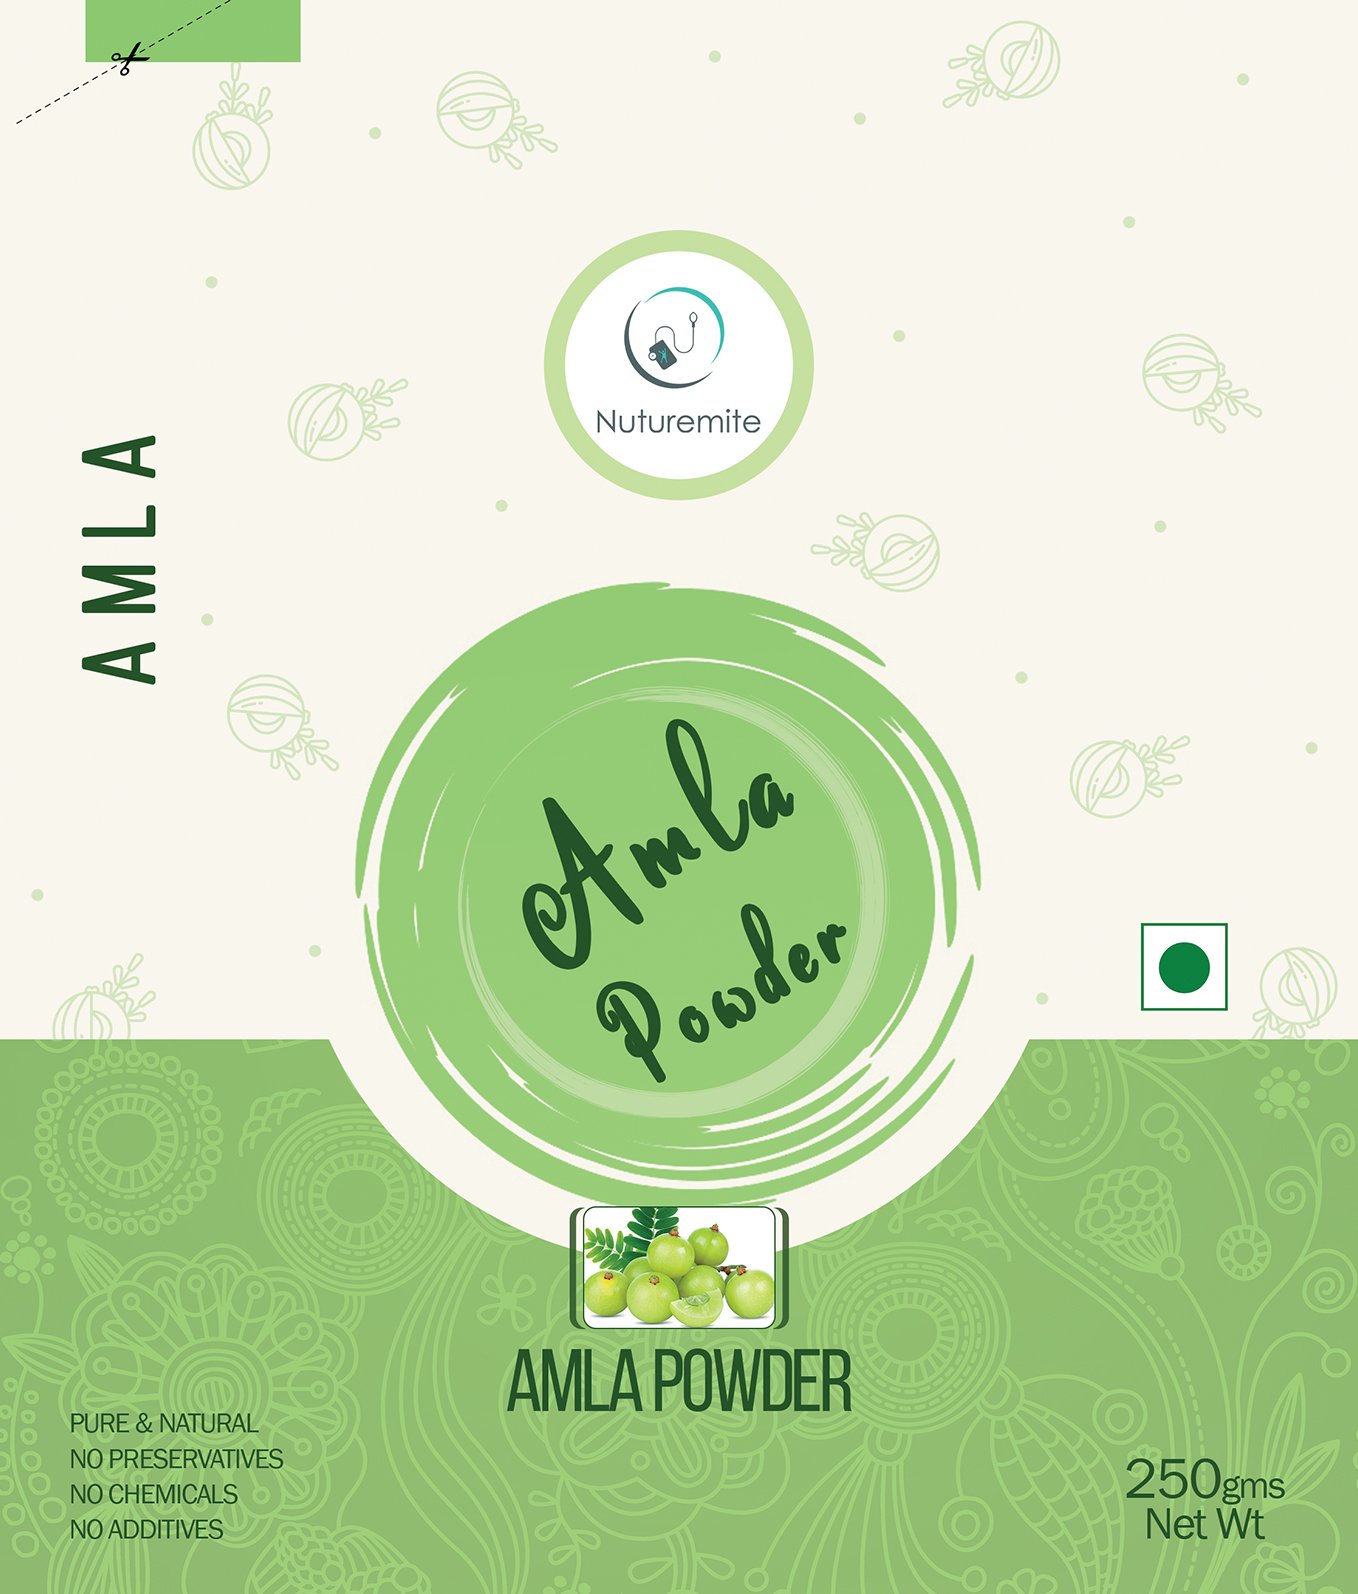 Nuturemite
AMLA
Amla
Powder
AMLA POWDER
PURE & NATURAL
NO PRESERVATIVES
NO CHEMICALS
NO ADDITIVES
250gms
Net Wt